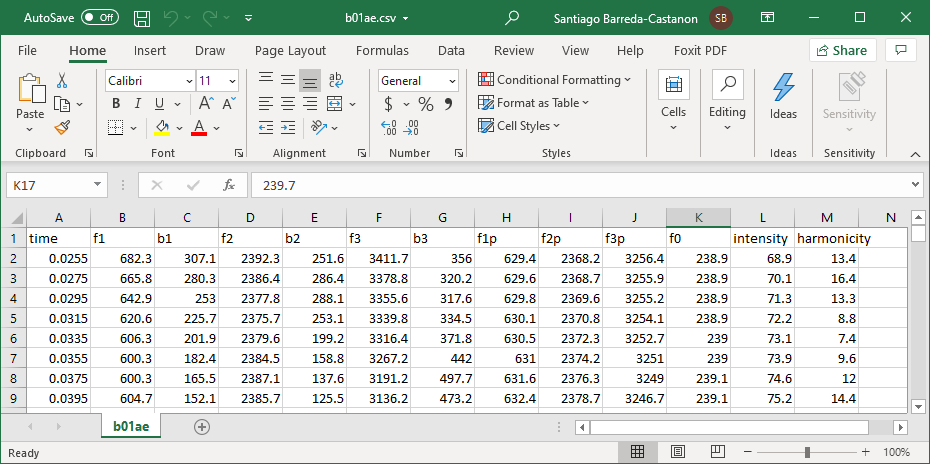 AutoSave Off b01ae.csv Santiago Barreda-Castanon SB
File Home Insert Draw Page Layout Formulas Data Review View Help Foxit PDF Share
Calibri 11 ab c General Conditional Formatting
Paste B I U A A $ % 9 Format as Table Cells Editing Ideas Sensitivity
A ab .00 .00 Cell Styles
Clipboard Font Alignment Number Styles Ideas Sensitivity
K17 fx 239.7
A B C D E F G H I J K L M N
1 time f1 b1 f2 b2 f3 b3 f1p f2p f3p f0 intensity harmonicity
2 0.0255 682.3 307.1 2392.3 251.6 3411.7 356 629.4 2368.2 3256.4 238.9 68.9 13.4
3 0.0275 665.8 280.3 2386.4 286.4 3378.8 320.2 629.6 2368.7 3255.9 238.9 70.1 16.4
4 0.0295 642.9 253 2377.8 288.1 3355.6 317.6 629.8 2369.6 3255.2 238.9 71.3 13.3
5 0.0315 620.6 225.7 2375.7 253.1 3339.8 334.5 630.1 2370.8 3254.1 238.9 72.2 8.8
6 0.0335 606.3 201.9 2379.6 199.2 3316.4 371.8 630.5 2372.3 3252.7 239 73.1 7.4
7 0.0355 600.3 182.4 2384.5 158.8 3267.2 442 631 2374.2 3251 239 73.9 9.6
8 0.0375 600.3 165.5 2387.1 137.6 3191.2 497.7 631.6 2376.3 3249 239.1 74.6 12
9 0.0395 604.7 152.1 2385.7 125.5 3136.2 473.2 632.4 2378.7 3246.7 239.1 75.2 14.4
b01ae
Ready 100%